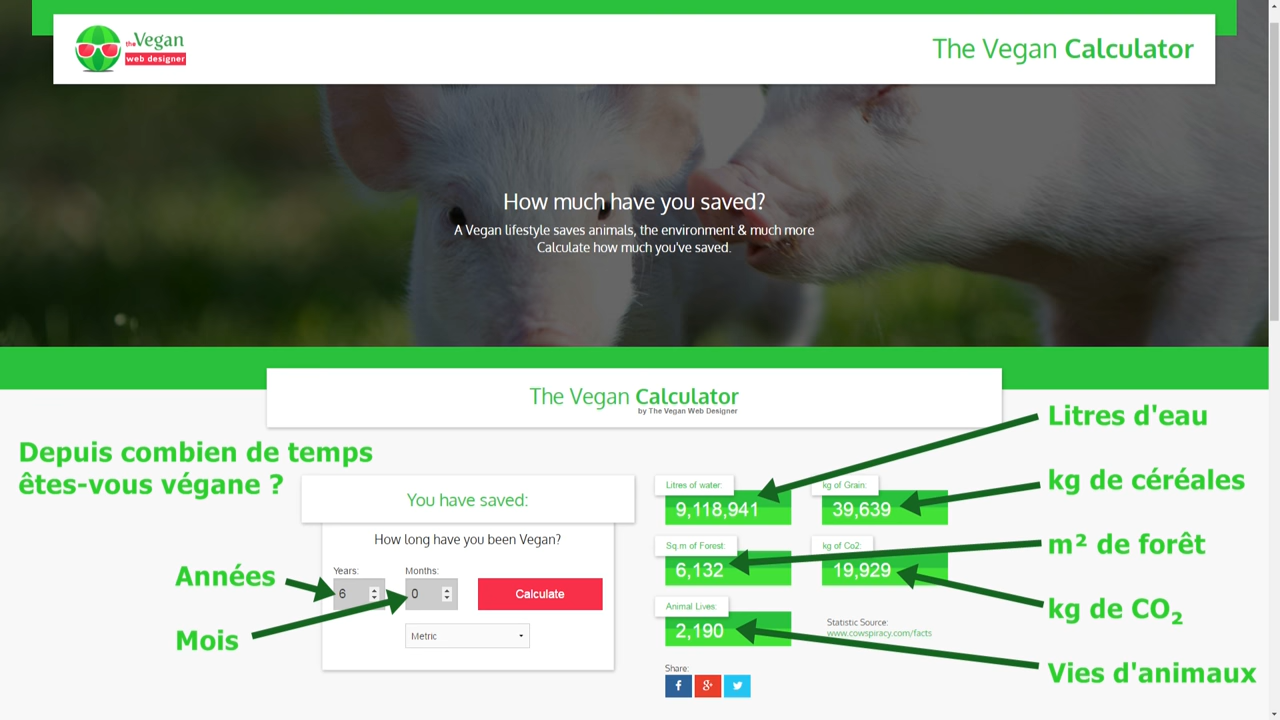 the Vegan
web designer
The Vegan Calculator
How much have you saved?
A Vegan lifestyle saves animals, the environment & much more
Calculate how much you've saved.
The Vegan Calculator
by The Vegan Web Designer
Depuis combien de temps
êtes-vous végane ?
You have saved:
How long have you been Vegan?
Années
Years:
6
Months:
0
Calculate
Mois
Metric
Litres of water:
9,118,941
kg of Grain:
39,639
Sq.m of Forest:
6,132
kg of Co2:
19,929
Animal Lives:
2,190
Statistic Source:
www.cowspiracy.com/facts
Share:
f
g+
Litres d'eau
kg de céréales
m² de forêt
kg de CO₂
Vies d'animaux